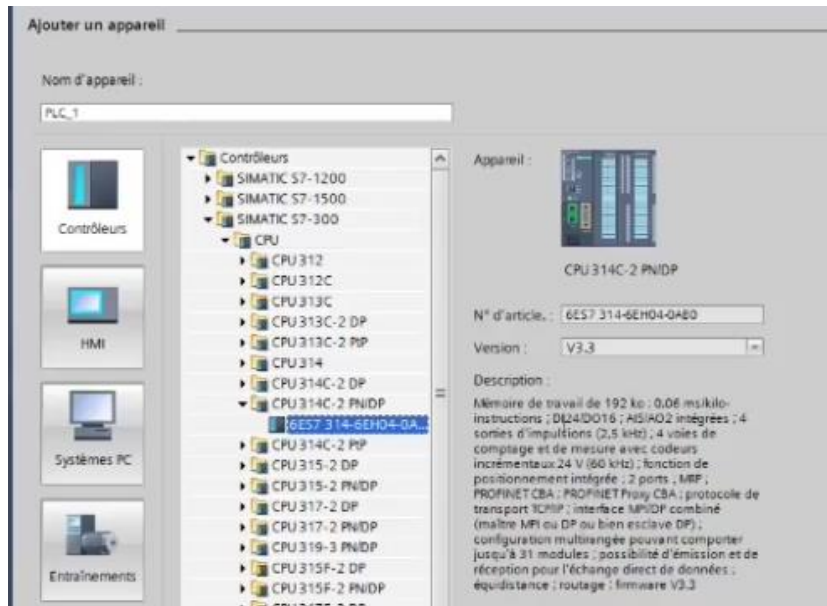 Ajouter un appareil
Nom d'appareil :
PLC_1
Contrôleurs
HMI
Systèmes PC
Entraînements
Contrôleurs
SIMATIC S7-1200
SIMATIC S7-1500
SIMATIC S7-300
CPU
CPU 312
CPU 312C
CPU 313C
CPU 313C-2 DP
CPU 313C-2 PtP
CPU 314
CPU 314C-2 DP
CPU 314C-2 PN/DP
6ES7 314-6EH04-0A...
CPU 314C-2 PtP
CPU 315-2 DP
CPU 315-2 PN/DP
CPU 317-2 DP
CPU 317-2 PN/DP
CPU 319-3 PN/DP
CPU 315F-2 DP
CPU 315F-2 PN/DP
Appareil :
CPU 314C-2 PN/DP
N° d'article. : 6ES7 314-6EH04-0AB0
Version : V3.3
Description :
Mémoire de travail de 192 ko ; 0,06 ms/kilo-
instructions ; DI24/DO16 ; AI5/AO2 intégrées ; 4
sorties d'impulsions (2,5 kHz) ; 4 voies de
comptage et de mesure avec codeurs
incrémentaux 24 V (60 kHz) ; fonction de
positionnement intégrée ; 2 ports ; MRP ;
PROFINET CBA ; PROFINET Proxy CBA ; protocole de
transport TCP/IP ; interface MPI/DP combiné
(maître MPI ou DP ou bien esclave DP) ;
configuration multirangée pouvant comporter
jusqu'à 31 modules ; possibilité d'émission et de
réception pour l'échange direct de données ;
équidistance ; routage ; firmware V3.3